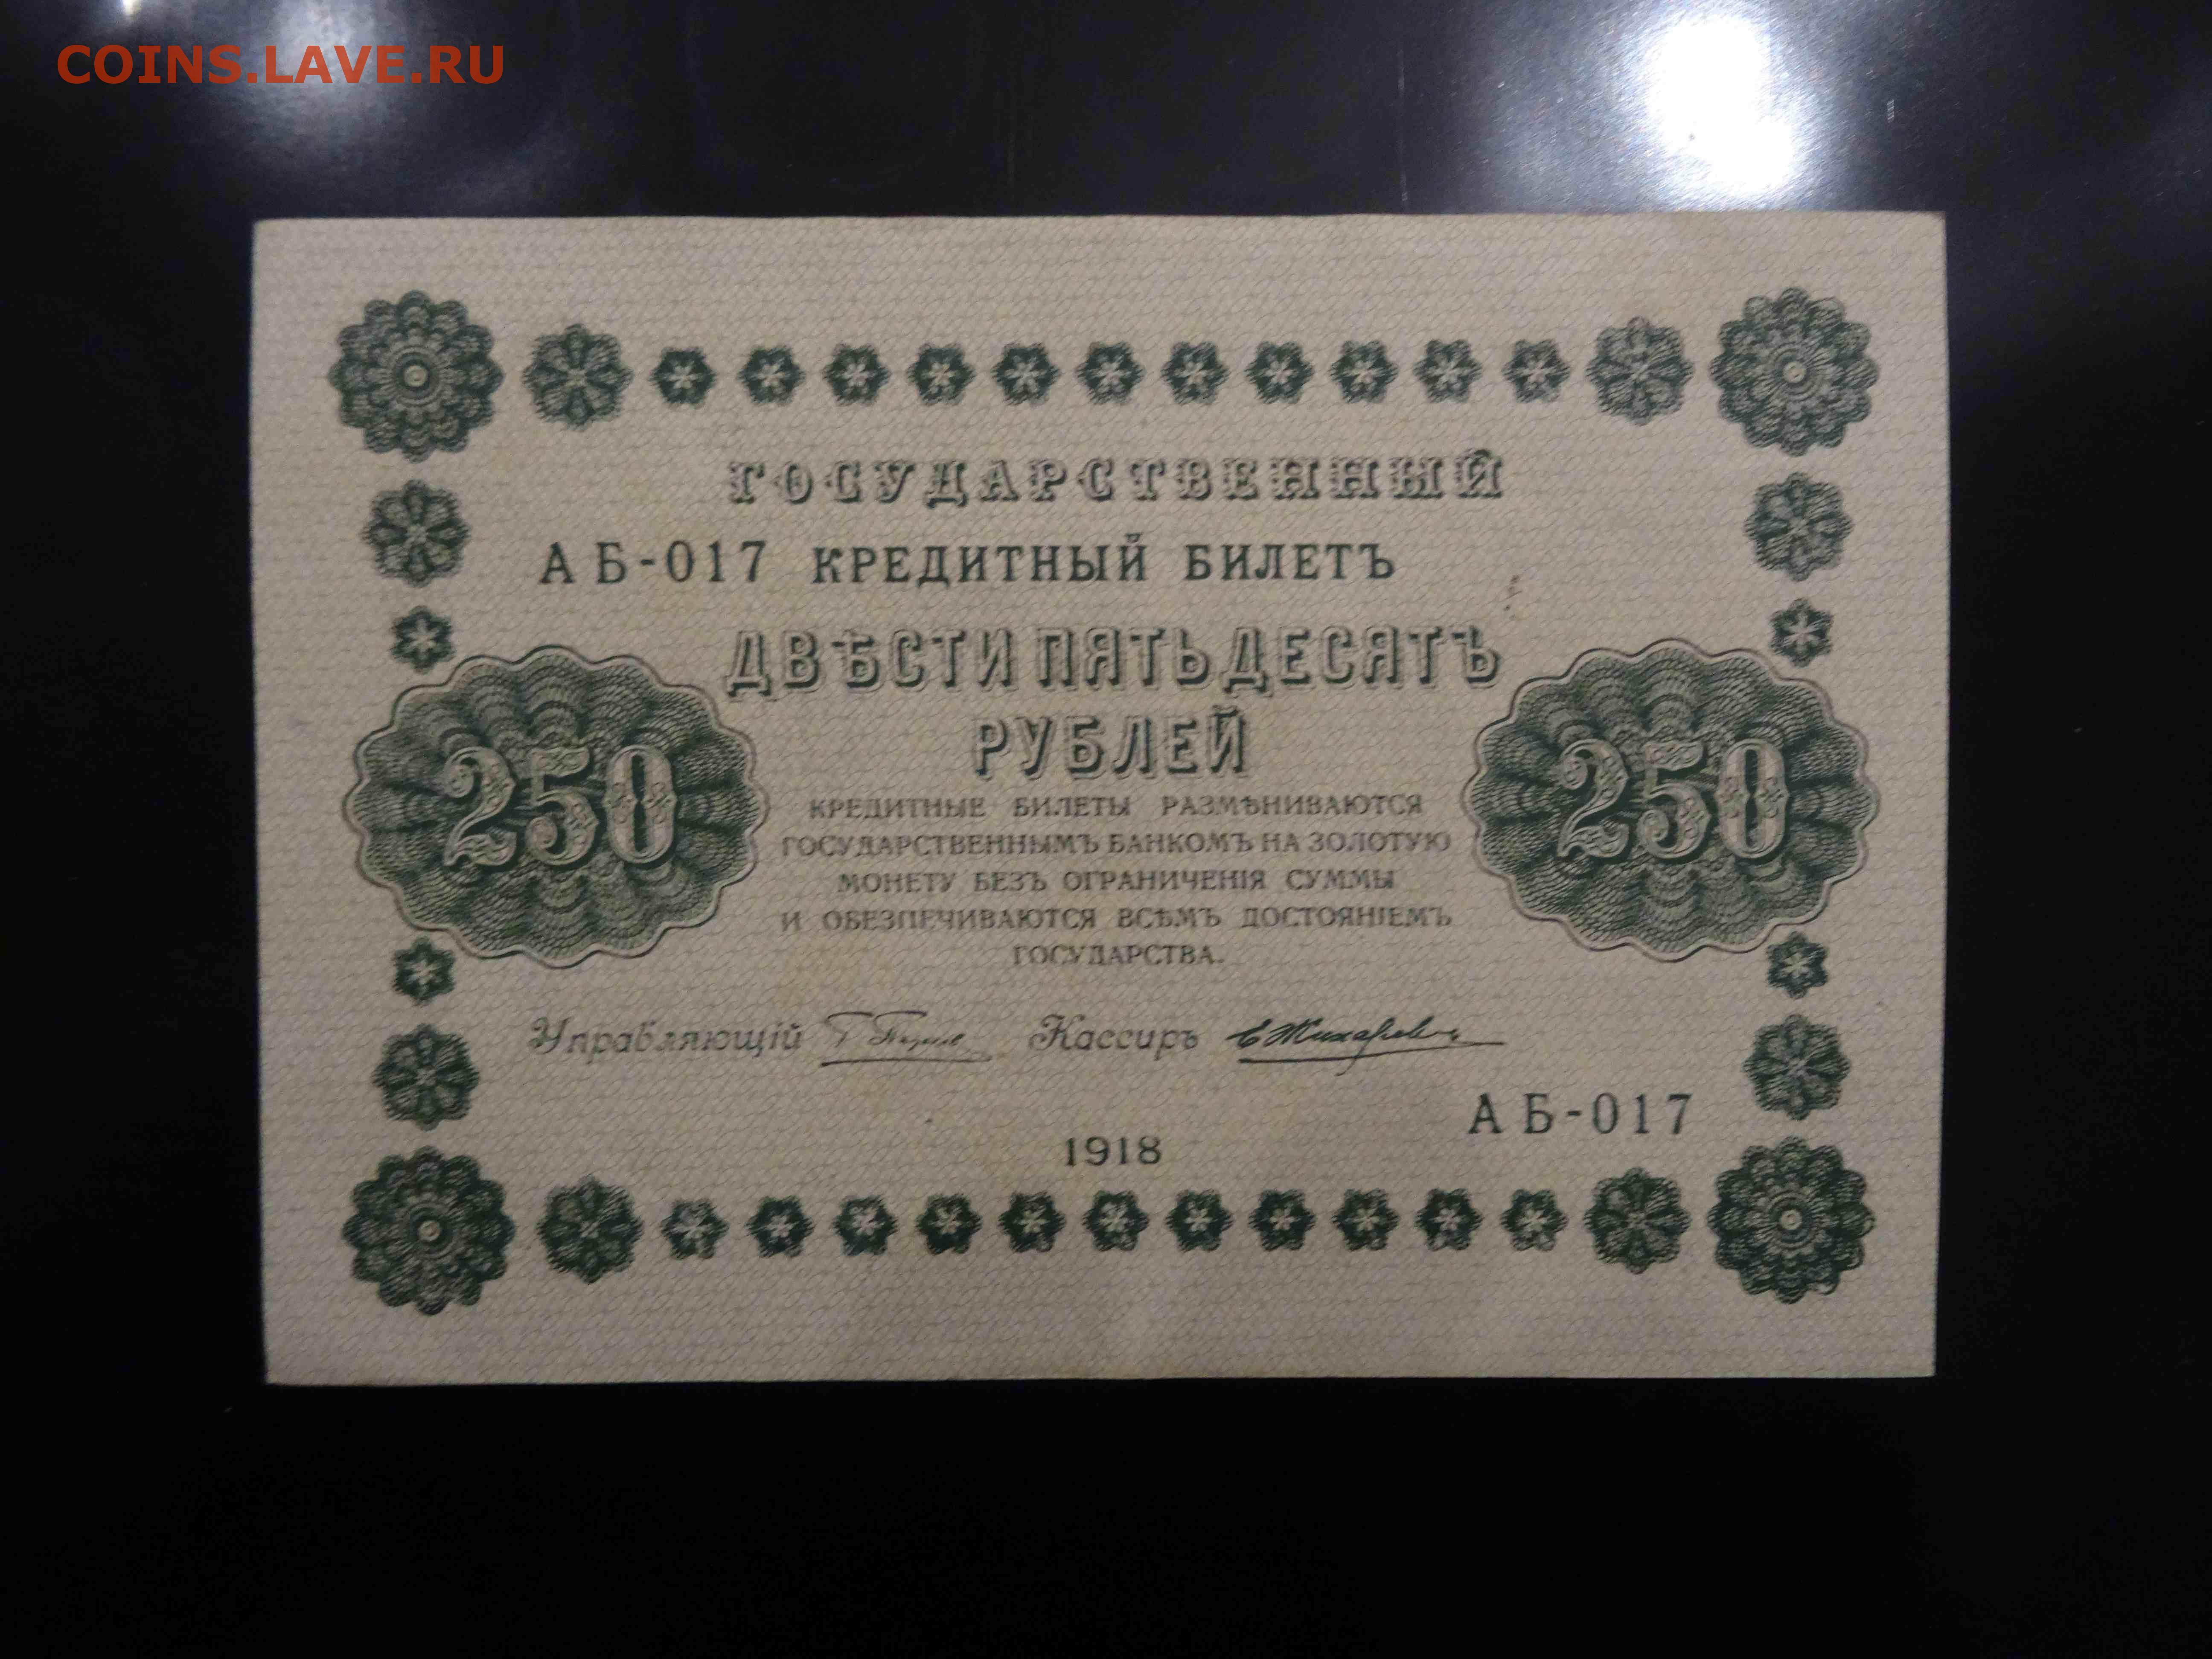 COINS.LAVE.RU
ГОСУДАРСТВЕННЫЙ
АБ-017 КРЕДИТНЫЙ БИЛЕТЪ
ДВѢСТИ ПЯТЬДЕСЯТЪ
РУБЛЕЙ
250 250
КРЕДИТНЫЕ БИЛЕТЫ РАЗМѢНИВАЮТСЯ
ГОСУДАРСТВЕННЫМЪ БАНКОМЪ НА ЗОЛОТУЮ
МОНЕТУ БЕЗЪ ОГРАНИЧЕНІЯ СУММЫ
И ОБЕЗПЕЧИВАЮТСЯ ВСѢМЪ ДОСТОЯНІЕМЪ
ГОСУДАРСТВА.
Управляющій Кассиръ
АБ-017
1918